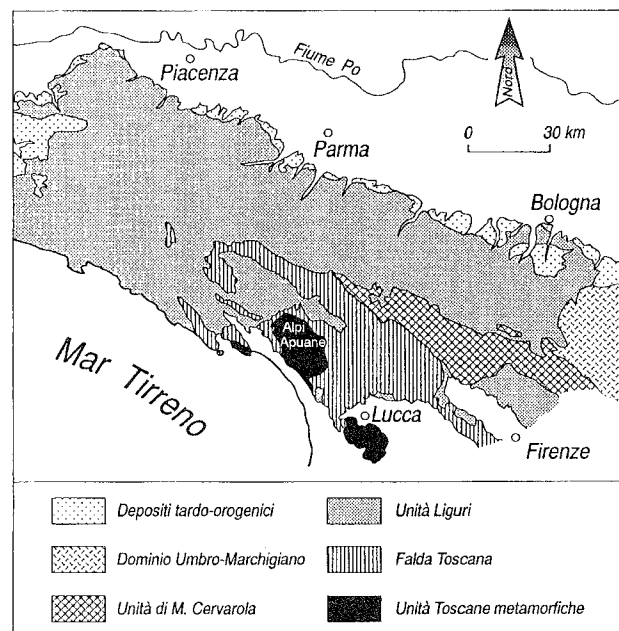 Fiume Po
Piacenza
Nord
0 30 km
Parma
Bologna
Alpi
Apuane
Mar Tirreno
Lucca
Firenze
Depositi tardo-orogenici
Unità Liguri
Dominio Umbro-Marchigiano
Falda Toscana
Unità di M. Cervarola
Unità Toscane metamorfiche